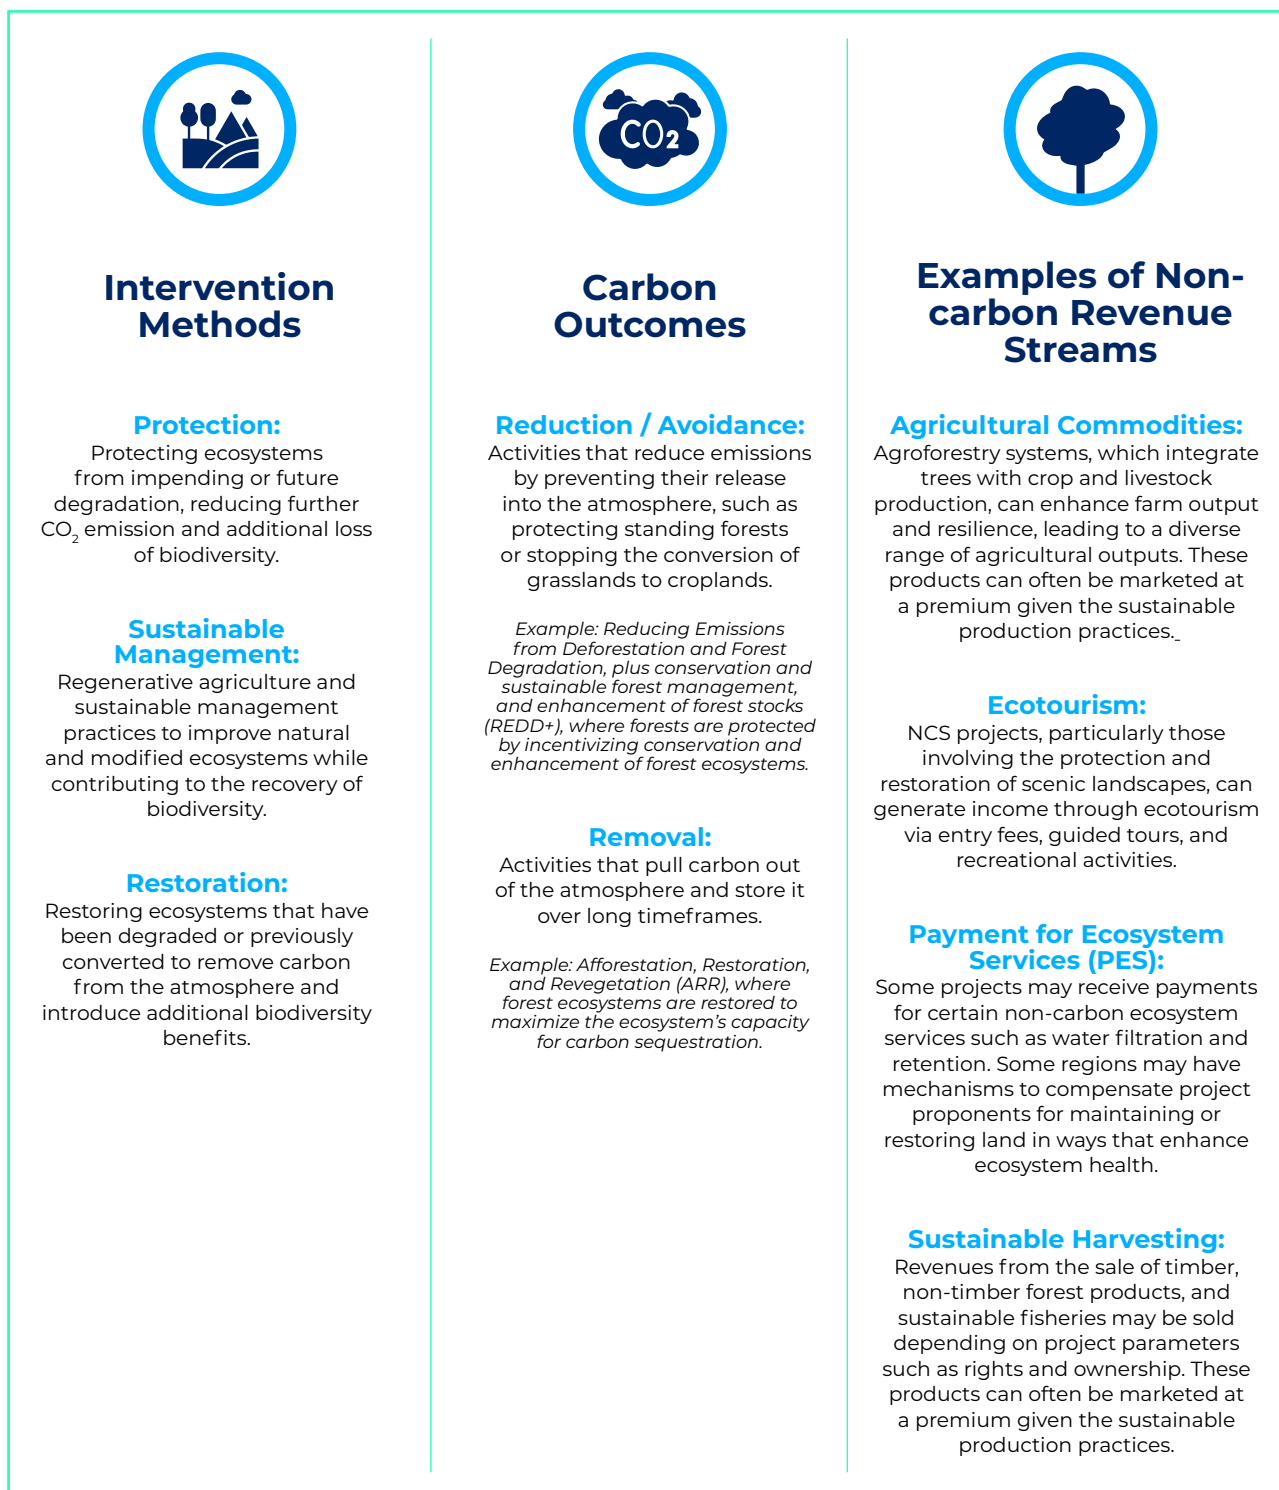 Intervention
Methods
Protection:
Protecting ecosystems
from impending or future
degradation, reducing further
CO₂ emission and additional loss
of biodiversity.
Sustainable
Management:
Regenerative agriculture and
sustainable management
practices to improve natural
and modified ecosystems while
contributing to the recovery of
biodiversity.
Restoration:
Restoring ecosystems that have
been degraded or previously
converted to remove carbon
from the atmosphere and
introduce additional biodiversity
benefits.
CO₂
Carbon
Outcomes
Reduction / Avoidance:
Activities that reduce emissions
by preventing their release
into the atmosphere, such as
protecting standing forests
or stopping the conversion of
grasslands to croplands.
Example: Reducing Emissions
from Deforestation and Forest
Degradation, plus conservation and
sustainable forest management,
and enhancement of forest stocks
(REDD+), where forests are protected
by incentivizing conservation and
enhancement of forest ecosystems.
Removal:
Activities that pull carbon out
of the atmosphere and store it
over long timeframes.
Example: Afforestation, Restoration,
and Revegetation (ARR), where
forest ecosystems are restored to
maximize the ecosystem's capacity
for carbon sequestration.
Examples of Non-
carbon Revenue
Streams
Agricultural Commodities:
Agroforestry systems, which integrate
trees with crop and livestock
production, can enhance farm output
and resilience, leading to a diverse
range of agricultural outputs. These
products can often be marketed at
a premium given the sustainable
production practices.
Ecotourism:
NCS projects, particularly those
involving the protection and
restoration of scenic landscapes, can
generate income through ecotourism
via entry fees, guided tours, and
recreational activities.
Payment for Ecosystem
Services (PES):
Some projects may receive payments
for certain non-carbon ecosystem
services such as water filtration and
retention. Some regions may have
mechanisms to compensate project
proponents for maintaining or
restoring land in ways that enhance
ecosystem health.
Sustainable Harvesting:
Revenues from the sale of timber,
non-timber forest products, and
sustainable fisheries may be sold
depending on project parameters
such as rights and ownership. These
products can often be marketed at
a premium given the sustainable
production practices.